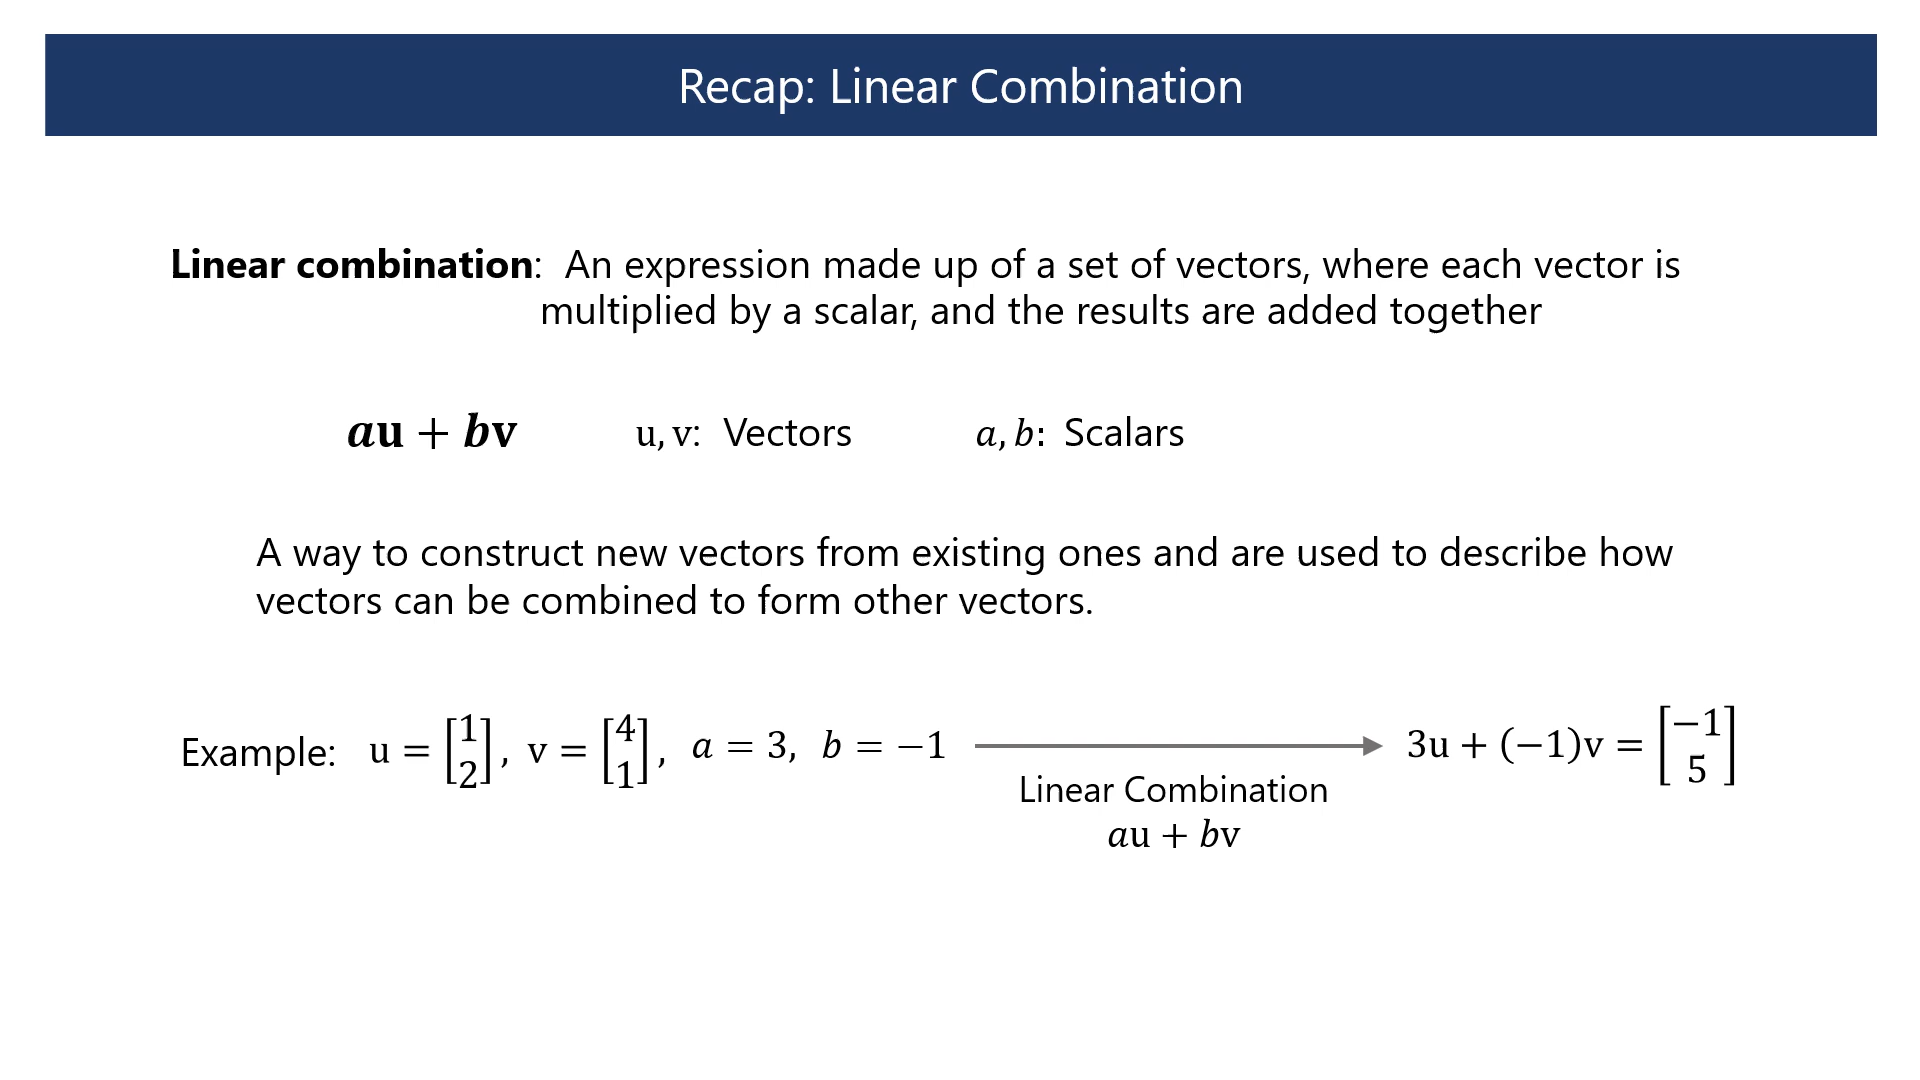 Recap: Linear Combination
Linear combination: An expression made up of a set of vectors, where each vector is
multiplied by a scalar, and the results are added together
au + bv    u, v: Vectors    a, b: Scalars
A way to construct new vectors from existing ones and are used to describe how
vectors can be combined to form other vectors.
Example: u = [1 2], v = [4 1], a = 3, b = −1    3u + (−1)v = [−1 5]
Linear Combination
au + bv